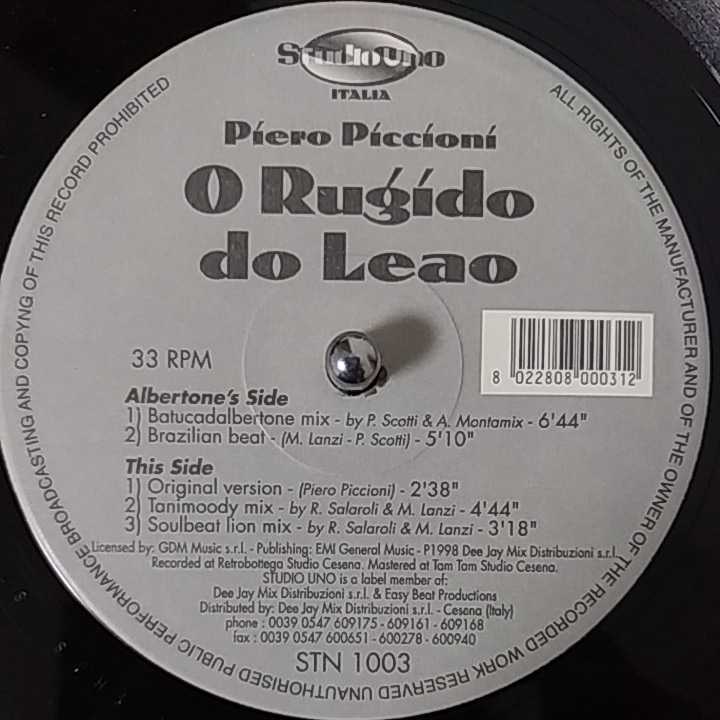 StudioUno
ITALIA
Piero Piccioni
O Rugido
do Leao
33 RPM
8 022808 000312
Albertone's Side
1) Batucadalbertone mix - by P. Scotti & A. Montamix - 6'44"
2) Brazilian beat - (M. Lanzi - P. Scotti) - 5'10"
This Side
1) Original version - (Piero Piccioni) - 2'38"
2) Tanimoody mix - by R. Salaroli & M. Lanzi - 4'44"
3) Soulbeat lion mix - by R. Salaroli & M. Lanzi - 3'18"
Licensed by: GDM Music s.r.l. - Publishing: EMI General Music - P1998 Dee Jay Mix Distribuzioni s.r.l.
Recorded at Retrobottega Studio Cesena. Mastered at Tam Tam Studio Cesena.
STUDIO UNO is a label member of:
Dee Jay Mix Distribuzioni s.r.l. & Easy Beat Productions
Distributed by: Dee Jay Mix Distribuzioni s.r.l. - Cesena (Italy)
phone : 0039 0547 609175 - 609161 - 609168
fax : 0039 0547 600651 - 600278 - 600940
STN 1003
ALL RIGHTS OF THE MANUFACTURER AND OF THE OWNER OF THE RECORDED WORK RESERVED UNAUTHORISED PUBLIC PERFORMANCE BROADCASTING AND COPYNG OF THIS RECORD PROHIBITED